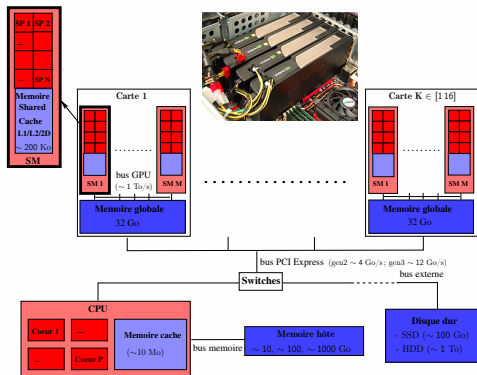 SP 1 SP 2
...
... SP N
Memoire
Shared
Cache
L1/L2/2D
~ 200 Ko
SM
Carte 1
SM 1
SM M
bus GPU
(~ 1 To/s)
Memoire globale
32 Go
Carte K ∈ [1 16]
SM 1
SM M
Memoire globale
32 Go
bus PCI Express (gen2 ~ 4 Go/s ; gen3 ~ 12 Go/s)
bus externe
Switches
CPU
Coeur 1 ...
... Coeur P
Memoire cache
(~10 Mo)
bus memoire
Memoire hôte
~ 10, ~ 100, ~ 1000 Go
Disque dur
- SSD (~ 100 Go)
- HDD (~ 1 To)